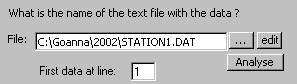 What is the name of the text file with the data ?
File: C:\Goanna\2002\STATION1.DAT ... edit
Analyse
First data at line: 1